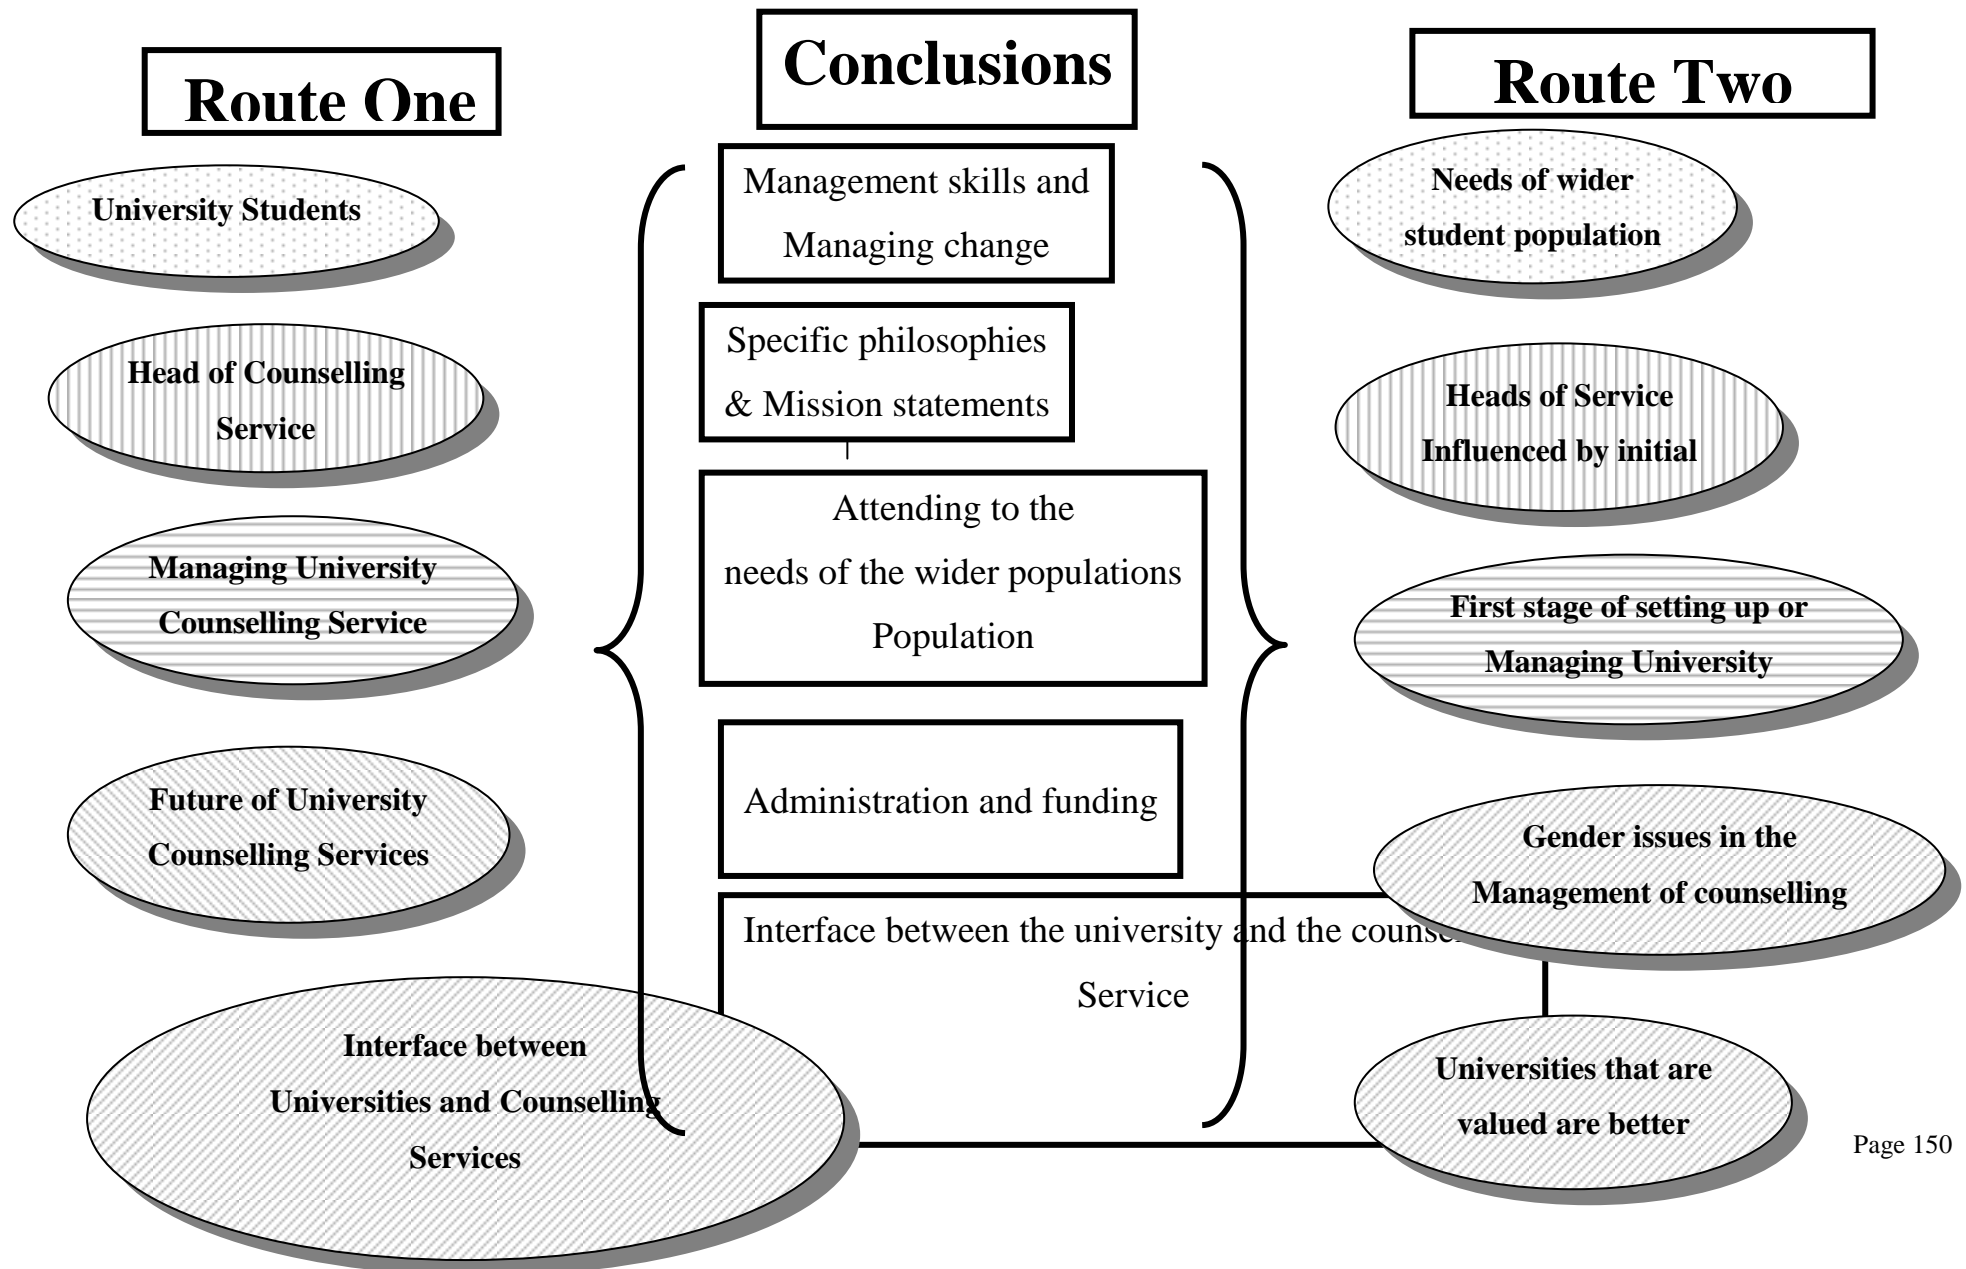 Route One
University Students
Head of Counselling
Service
Managing University
Counselling Service
Future of University
Counselling Services
Interface between
Universities and Counselling
Services
Conclusions
Management skills and
Managing change
Specific philosophies
& Mission statements
Attending to the
needs of the wider populations
Population
Administration and funding
Interface between the university and the
Service
Route Two
Needs of wider
student population
Heads of Service
Influenced by initial
First stage of setting up or
Managing University
Gender issues in the
Management of counselling
Universities that are
valued are better
Page 150